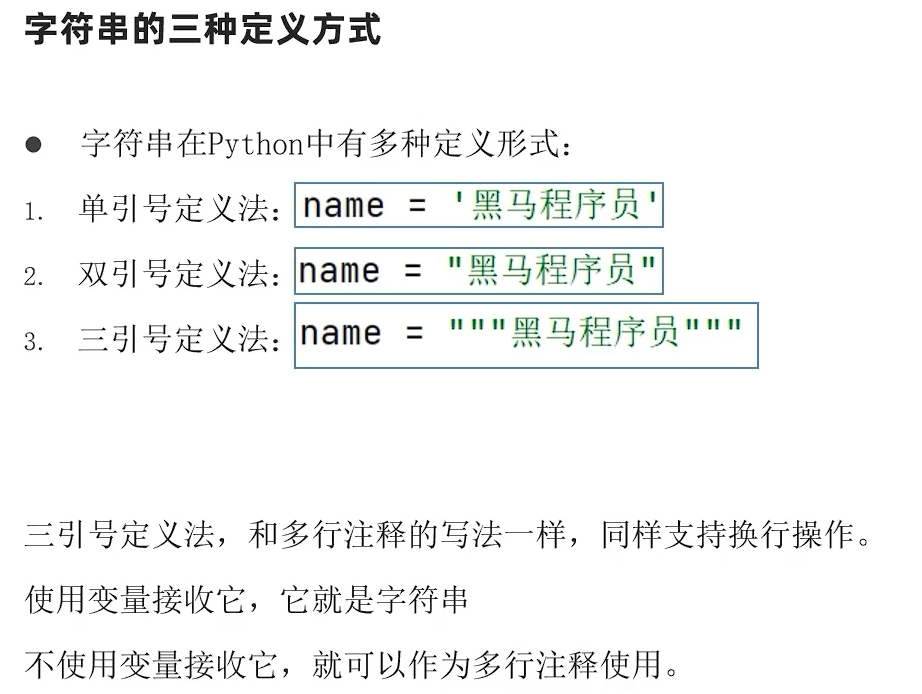 字符串的三种定义方式
● 字符串在Python中有多种定义形式：
1. 单引号定义法：name = '黑马程序员'
2. 双引号定义法：name = "黑马程序员"
3. 三引号定义法：name = """黑马程序员"""
三引号定义法，和多行注释的写法一样，同样支持换行操作。
使用变量接收它，它就是字符串
不使用变量接收它，就可以作为多行注释使用。